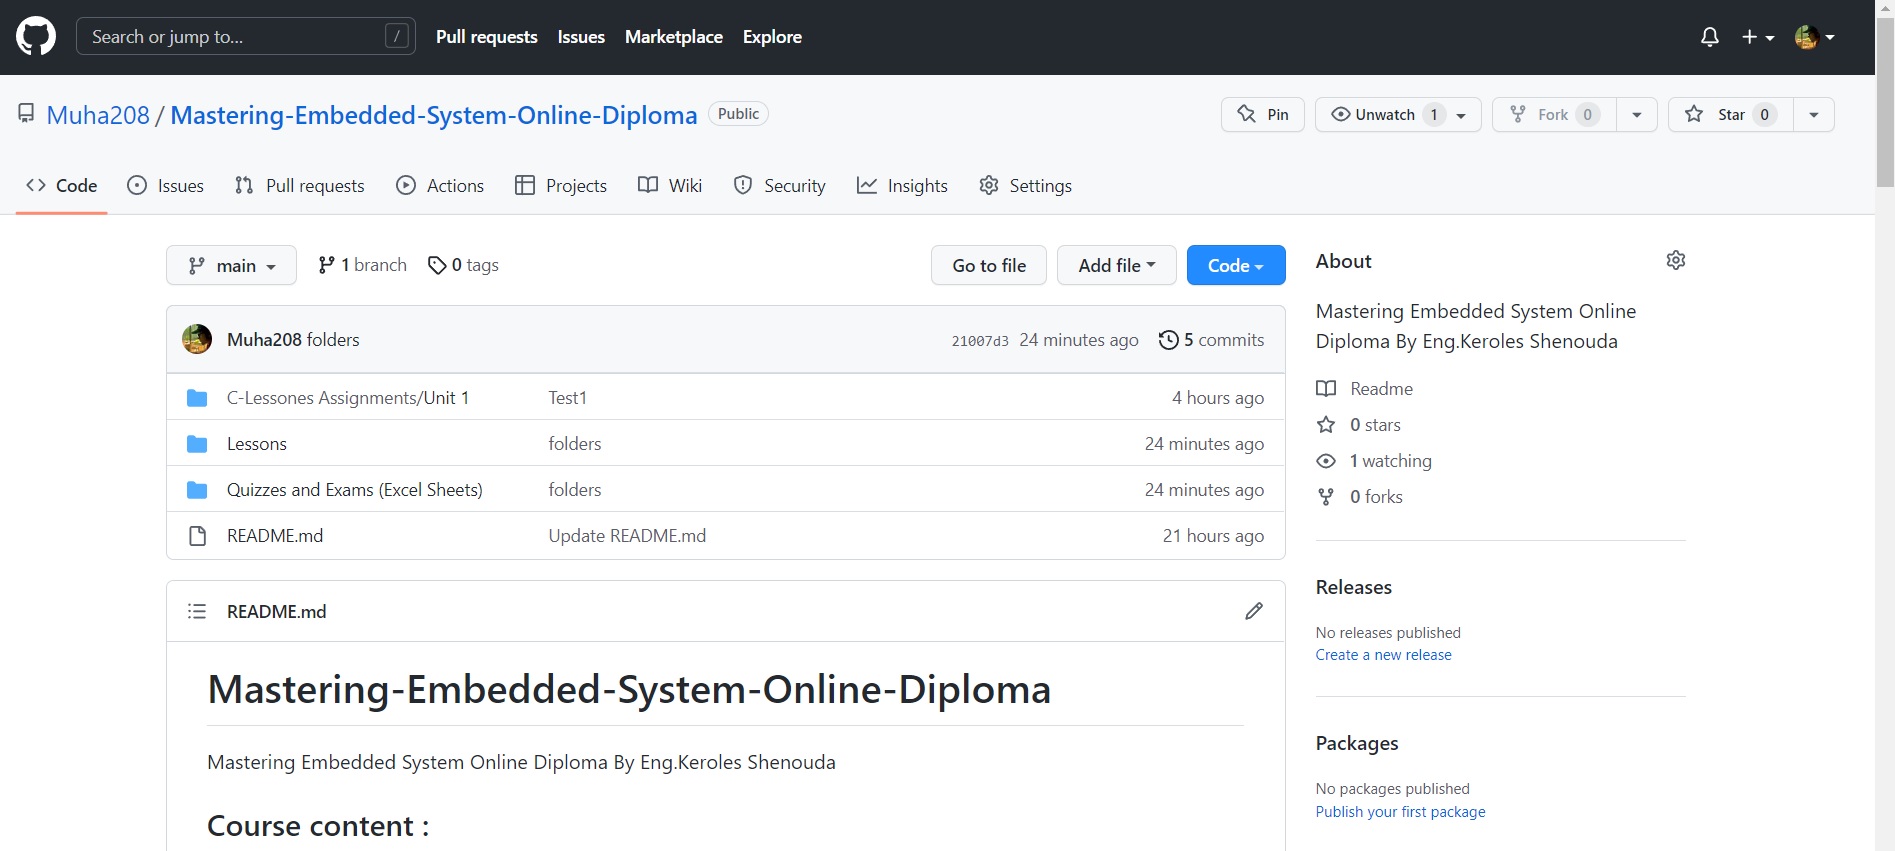 Search or jump to... /
Pull requests Issues Marketplace Explore
Muha208 / Mastering-Embedded-System-Online-Diploma Public
Pin Unwatch 1 Fork 0 Star 0
Code Issues Pull requests Actions Projects Wiki Security Insights Settings
main 1 branch 0 tags Go to file Add file Code
Muha208 folders 21007d3 24 minutes ago 5 commits
C-Lessones Assignments/Unit 1 Test1 4 hours ago
Lessons folders 24 minutes ago
Quizzes and Exams (Excel Sheets) folders 24 minutes ago
README.md Update README.md 21 hours ago
README.md
Mastering-Embedded-System-Online-Diploma
Mastering Embedded System Online Diploma By Eng.Keroles Shenouda
Course content :
About
Mastering Embedded System Online
Diploma By Eng.Keroles Shenouda
Readme
0 stars
1 watching
0 forks
Releases
No releases published
Create a new release
Packages
No packages published
Publish your first package